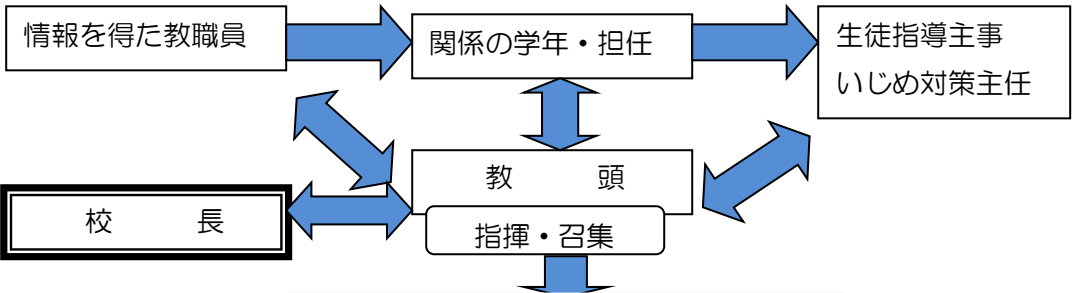 情報を得た教職員
関係の学年・担任
生徒指導主事
いじめ対策主任
教　　頭
校　　長
指揮・召集